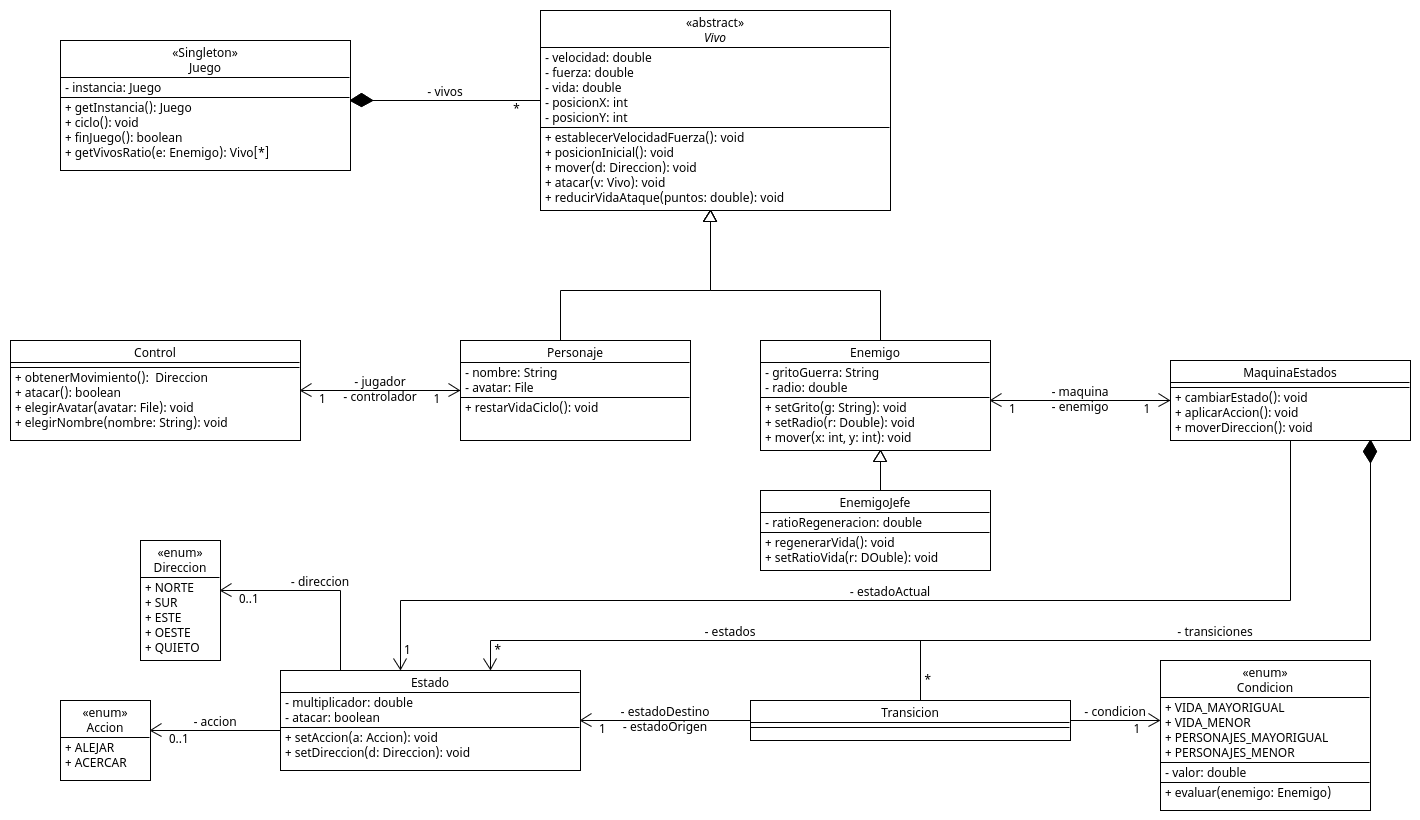 «Singleton»
Juego
- instancia: Juego
+ getInstancia(): Juego
+ ciclo(): void
+ finJuego(): boolean
+ getVivosRatio(e: Enemigo): Vivo[*]
- vivos
*
«abstract»
Vivo
- velocidad: double
- fuerza: double
- vida: double
- posicionX: int
- posicionY: int
+ establecerVelocidadFuerza(): void
+ posicionInicial(): void
+ mover(d: Direccion): void
+ atacar(v: Vivo): void
+ reducirVidaAtaque(puntos: double): void
Control
+ obtenerMovimiento():  Direccion
+ atacar(): boolean
+ elegirAvatar(avatar: File): void
+ elegirNombre(nombre: String): void
- jugador
1 - controlador 1
Personaje
- nombre: String
- avatar: File
+ restarVidaCiclo(): void
Enemigo
- gritoGuerra: String
- radio: double
+ setGrito(g: String): void
+ setRadio(r: Double): void
+ mover(x: int, y: int): void
- maquina
1 - enemigo 1
MaquinaEstados
+ cambiarEstado(): void
+ aplicarAccion(): void
+ moverDireccion(): void
EnemigoJefe
- ratioRegeneracion: double
+ regenerarVida(): void
+ setRatioVida(r: DOuble): void
«enum»
Direccion
+ NORTE
+ SUR
+ ESTE
+ OESTE
+ QUIETO
- direccion
0..1
- estadoActual
1
- estados
*
- transiciones
*
«enum»
Accion
+ ALEJAR
+ ACERCAR
- accion
0..1
Estado
- multiplicador: double
- atacar: boolean
+ setAccion(a: Accion): void
+ setDireccion(d: Direccion): void
- estadoDestino
1 - estadoOrigen
Transicion
- condicion
1
«enum»
Condicion
+ VIDA_MAYORIGUAL
+ VIDA_MENOR
+ PERSONAJES_MAYORIGUAL
+ PERSONAJES_MENOR
- valor: double
+ evaluar(enemigo: Enemigo)